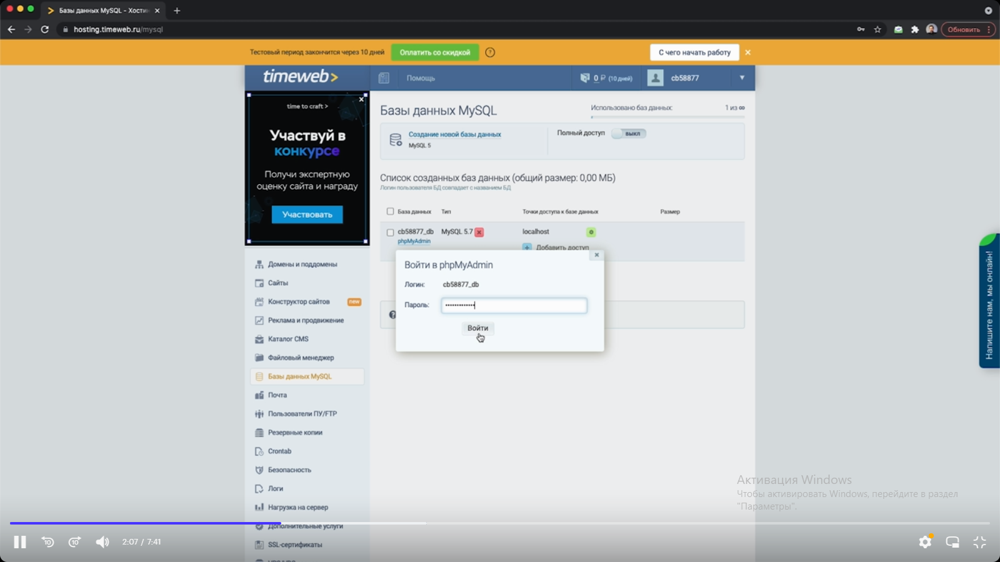 Базы данных MySQL - Хости
hosting.timeweb.ru/mysql
Обновить
Тестовый период закончится через 10 дней
Оплатить со скидкой
?
С чего начать работу
timeweb>
Помощь
0 ₽ (10 дней)
cb58877
time to craft >
Участвуй в
конкурсе
Получи экспертную
оценку сайта и награду
Участвовать
Базы данных MySQL
Использовано баз данных:
1 из ∞
Создание новой базы данных
MySQL 5
Полный доступ
выкл
Список созданных баз данных (общий размер: 0,00 МБ)
Логин пользователя БД совпадает с названием БД
База данных
Тип
Точки доступа к базе данных
Размер
cb58877_db
MySQL 5.7
localhost
phpMyAdmin
Добавить доступ
Войти в phpMyAdmin
Логин:
cb58877_db
Пароль:
Войти
Домены и поддомены
Сайты
Конструктор сайтов
new
Реклама и продвижение
Каталог CMS
Файловый менеджер
Базы данных MySQL
Почта
Пользователи ПУ/FTP
Резервные копии
Crontab
Безопасность
Логи
Нагрузка на сервер
Дополнительные услуги
SSL-сертификаты
Напишите нам, мы онлайн!
Активация Windows
Чтобы активировать Windows, перейдите в раздел
"Параметры".
10
10
2:07 / 7:41